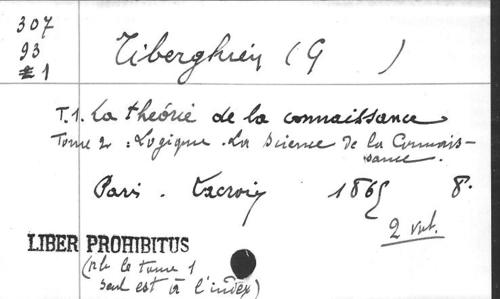 307
93
1
Tiberghien (G )
T.1. La théorie de la connaissance
Tome 2 : Logique. La science de la Connais-
sance.
Paris. Lacroix 1865 8.
2 vol.
LIBER PROHIBITUS
(le tome 1
seul est à l'index)